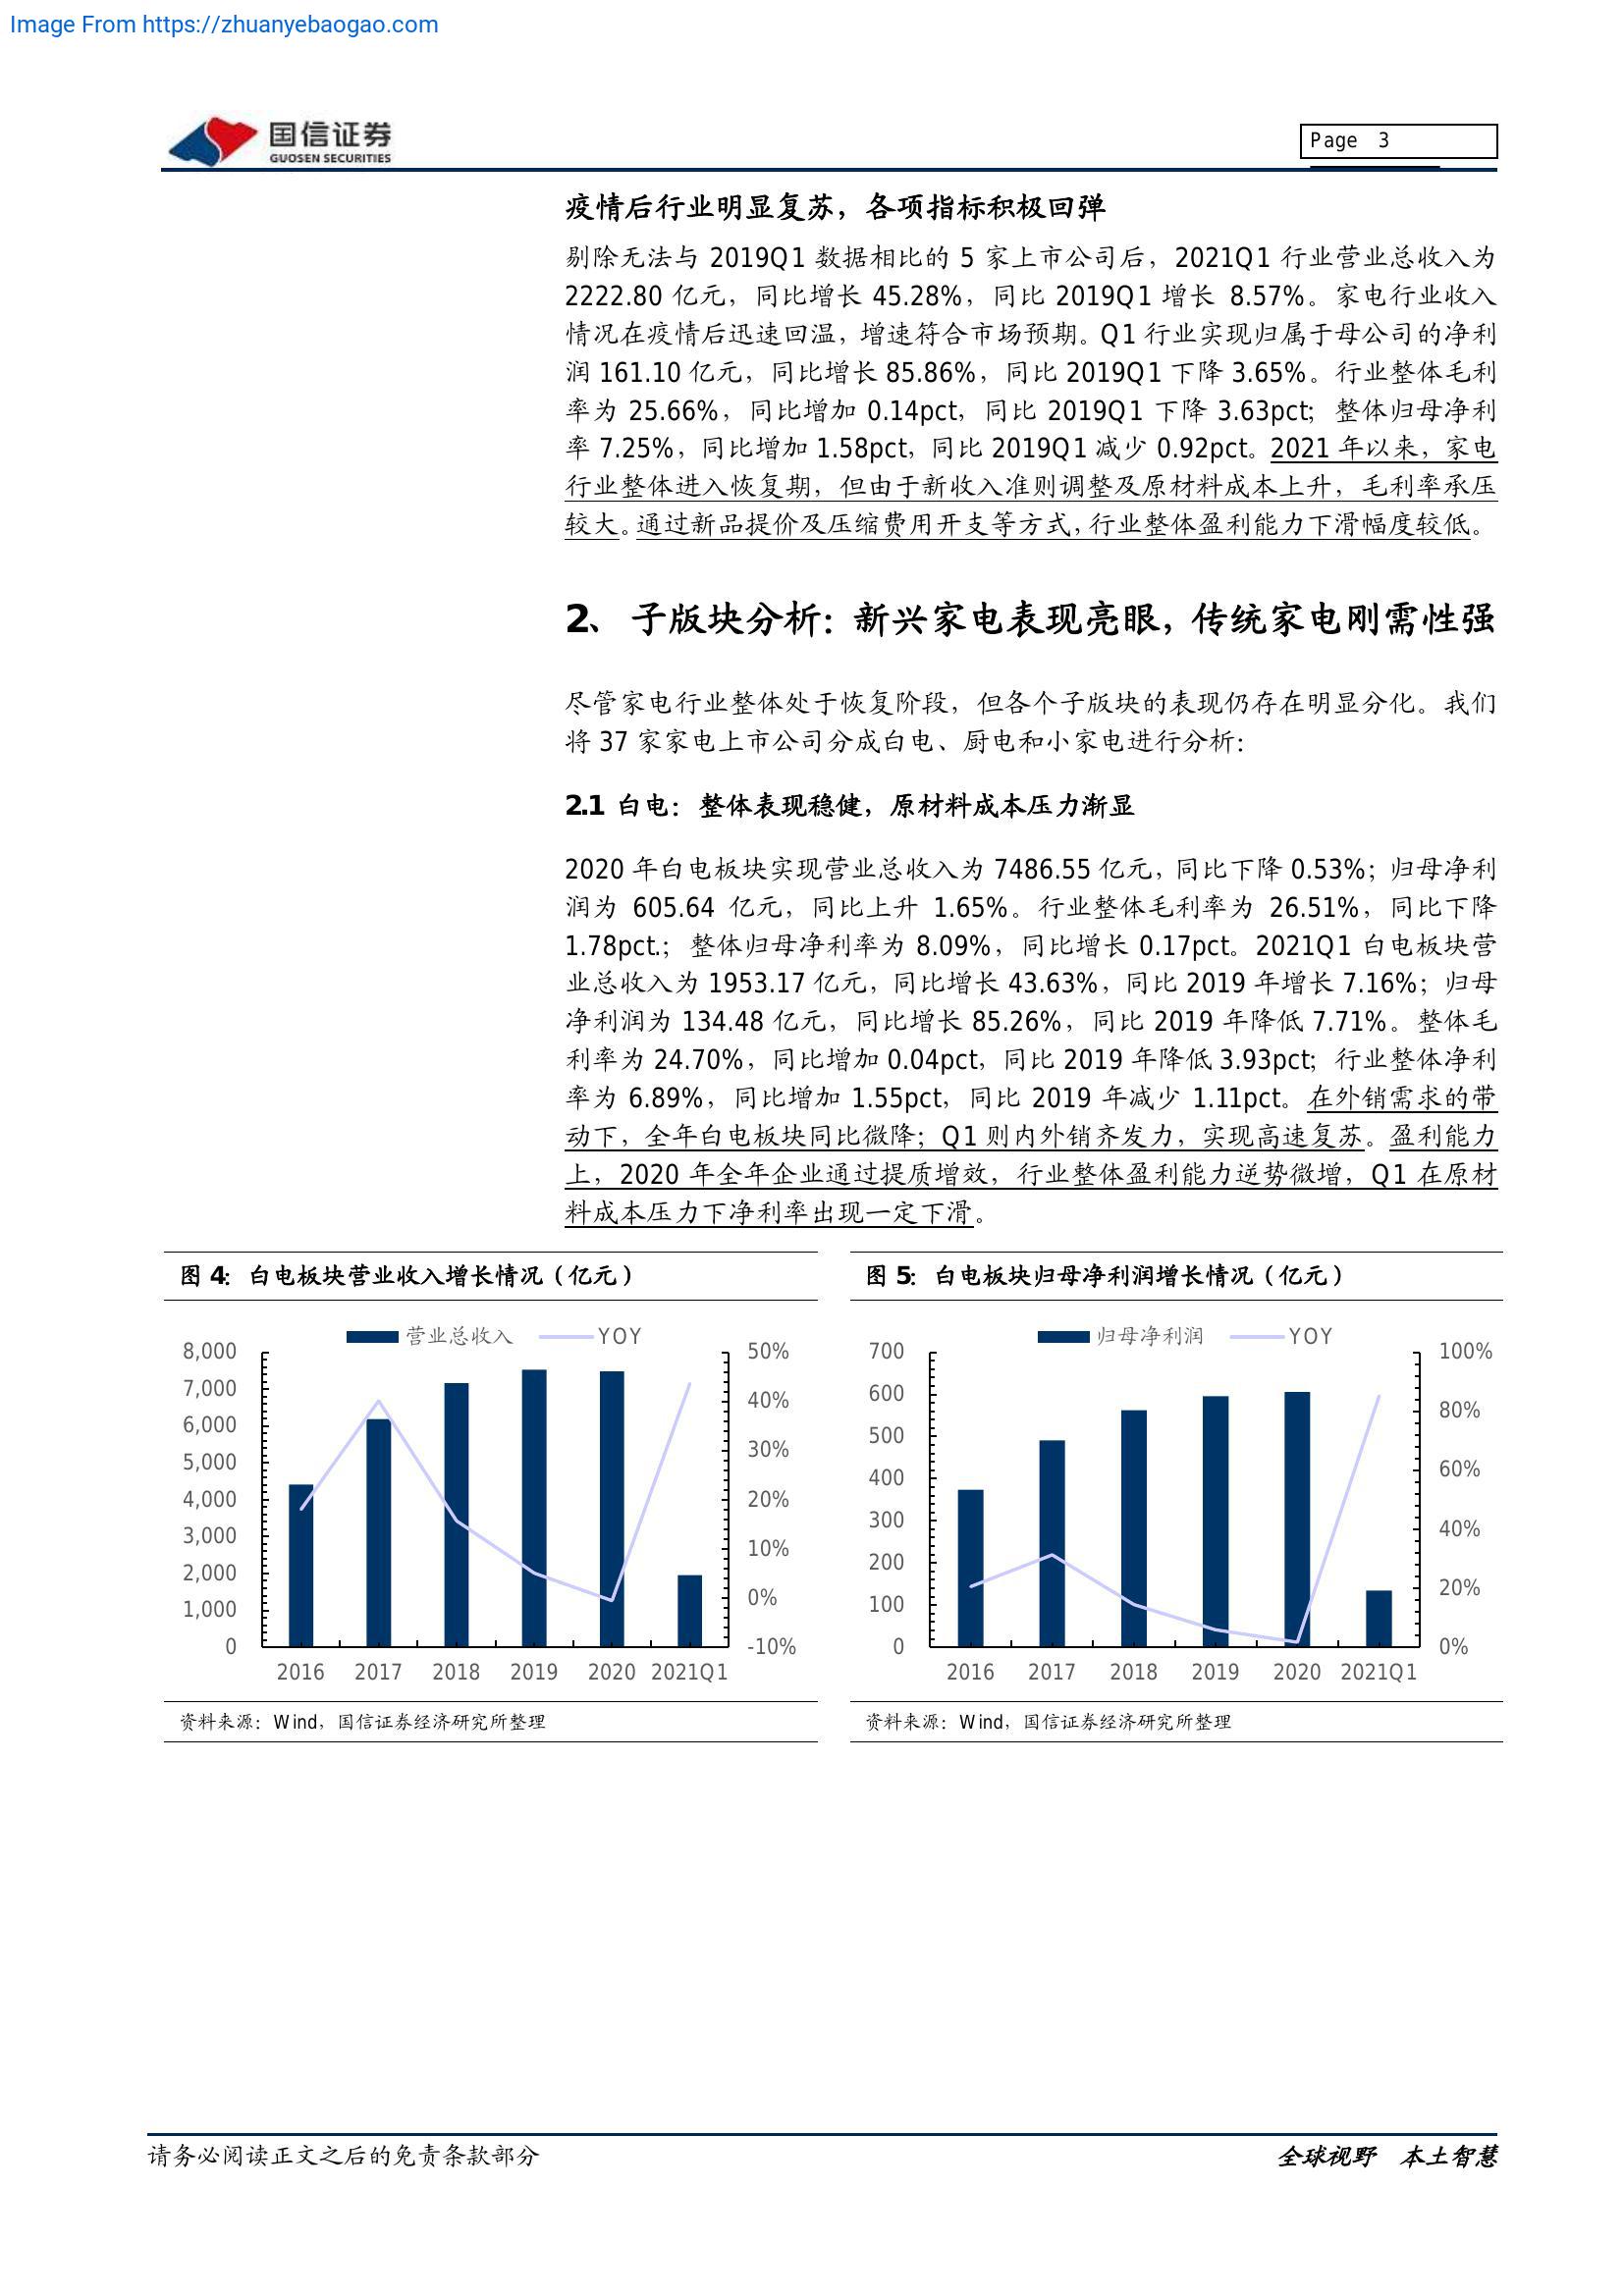 Image From https://zhuanyebaogao.com
国信证券
GUOSEN SECURITIES
Page 3
疫情后行业明显复苏，各项指标积极回弹
剔除无法与 2019Q1 数据相比的 5 家上市公司后，2021Q1 行业营业总收入为
2222.80 亿元，同比增长 45.28%，同比 2019Q1 增长 8.57%。家电行业收入
情况在疫情后迅速回温，增速符合市场预期。Q1 行业实现归属于母公司的净利
润 161.10 亿元，同比增长 85.86%，同比 2019Q1 下降 3.65%。行业整体毛利
率为 25.66%，同比增加 0.14pct，同比 2019Q1 下降 3.63pct；整体归母净利
率 7.25%，同比增加 1.58pct，同比 2019Q1 减少 0.92pct。2021 年以来，家电
行业整体进入恢复期，但由于新收入准则调整及原材料成本上升，毛利率承压
较大。通过新品提价及压缩费用开支等方式，行业整体盈利能力下滑幅度较低。
2、 子版块分析：新兴家电表现亮眼，传统家电刚需性强
尽管家电行业整体处于恢复阶段，但各个子版块的表现仍存在明显分化。我们
将 37 家家电上市公司分成白电、厨电和小家电进行分析：
2.1 白电：整体表现稳健，原材料成本压力渐显
2020 年白电板块实现营业总收入为 7486.55 亿元，同比下降 0.53%；归母净利
润为 605.64 亿元，同比上升 1.65%。行业整体毛利率为 26.51%，同比下降
1.78pct.；整体归母净利率为 8.09%，同比增长 0.17pct。2021Q1 白电板块营
业总收入为 1953.17 亿元，同比增长 43.63%，同比 2019 年增长 7.16%；归母
净利润为 134.48 亿元，同比增长 85.26%，同比 2019 年降低 7.71%。整体毛
利率为 24.70%，同比增加 0.04pct，同比 2019 年降低 3.93pct；行业整体净利
率为 6.89%，同比增加 1.55pct，同比 2019 年减少 1.11pct。在外销需求的带
动下，全年白电板块同比微降；Q1 则内外销齐发力，实现高速复苏。盈利能力
上，2020 年全年企业通过提质增效，行业整体盈利能力逆势微增，Q1 在原材
料成本压力下净利率出现一定下滑。
图 4：白电板块营业收入增长情况（亿元）
营业总收入 YOY
8,000
7,000
6,000
5,000
4,000
3,000
2,000
1,000
0
50%
40%
30%
20%
10%
0%
-10%
2016 2017 2018 2019 2020 2021Q1
资料来源：Wind，国信证券经济研究所整理
图 5：白电板块归母净利润增长情况（亿元）
归母净利润 YOY
700
600
500
400
300
200
100
0
100%
80%
60%
40%
20%
0%
2016 2017 2018 2019 2020 2021Q1
资料来源：Wind，国信证券经济研究所整理
请务必阅读正文之后的免责条款部分
全球视野 本土智慧